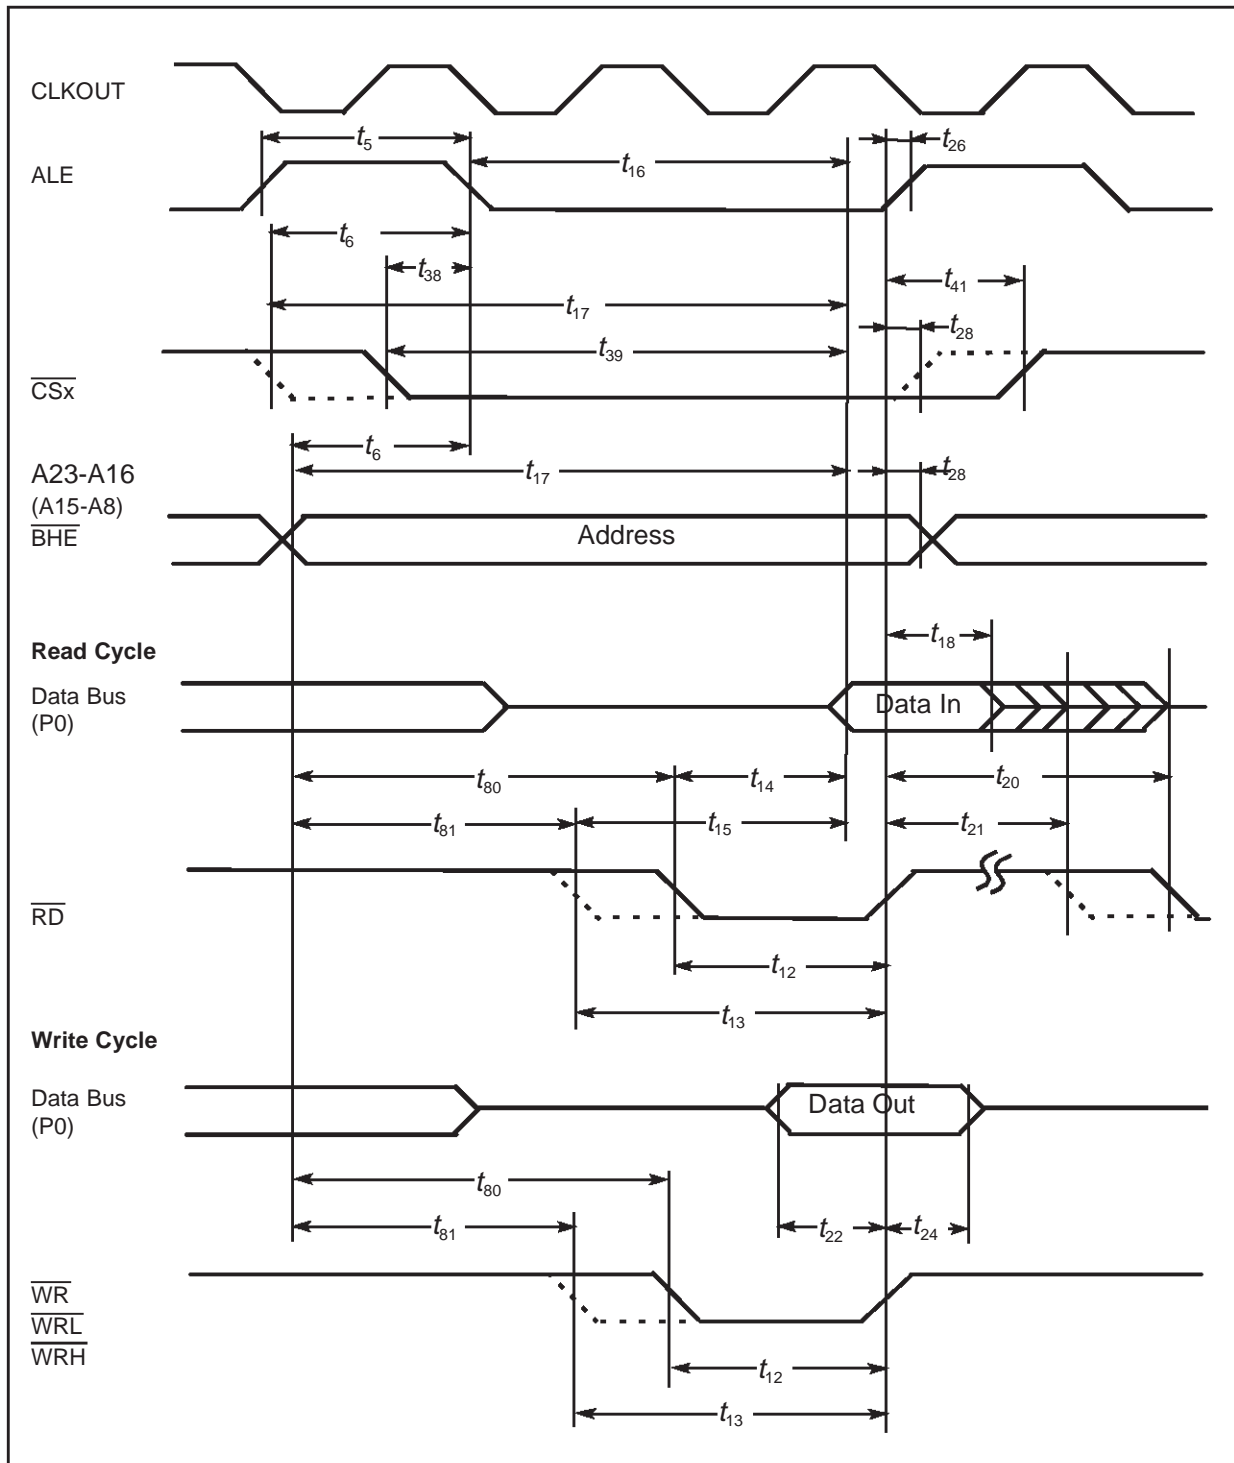 CLKOUT
t5
t26
ALE
t16
t6
t38
t41
t17
t28
t39
CSx
t6
A23-A16
t17
t28
(A15-A8)
BHE
Address
t18
Read Cycle
Data Bus
Data In
(P0)
t80
t14
t20
t81
t15
t21
RD
t12
t13
Write Cycle
Data Bus
Data Out
(P0)
t80
t81
t22
t24
WR
WRL
WRH
t12
t13